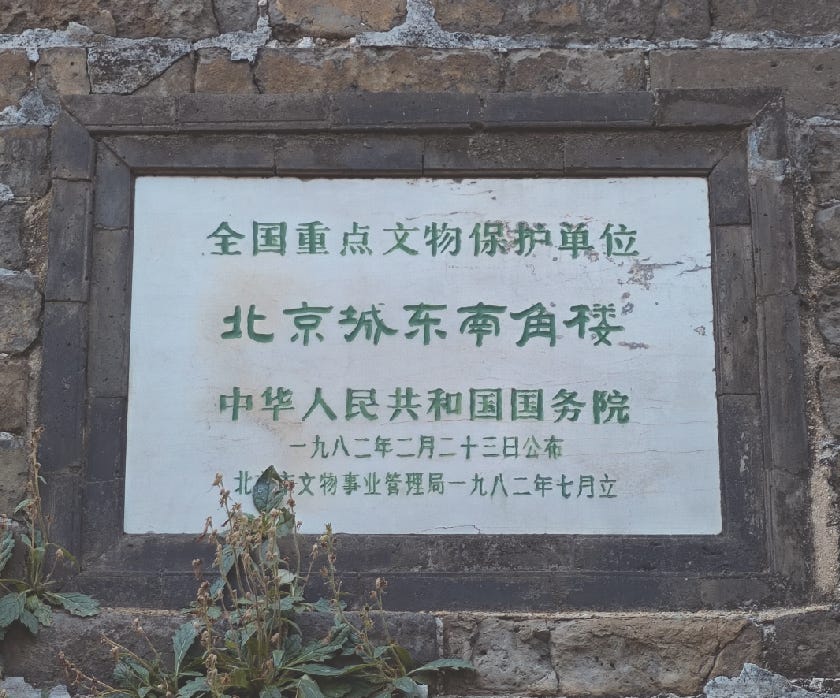 全国重点文物保护单位
北京城东南角楼
中华人民共和国国务院
一九八二年二月二十三日公布
北京市文物事业管理局一九八二年七月立